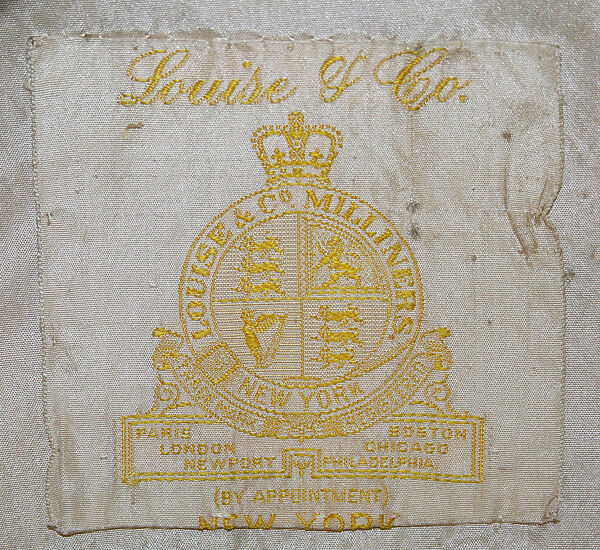 Louise & Co.
LOUISE & Co. MILLINERS.
NEW YORK
PARIS BOSTON
LONDON CHICAGO
NEWPORT PHILADELPHIA
(BY APPOINTMENT)
NEW YORK